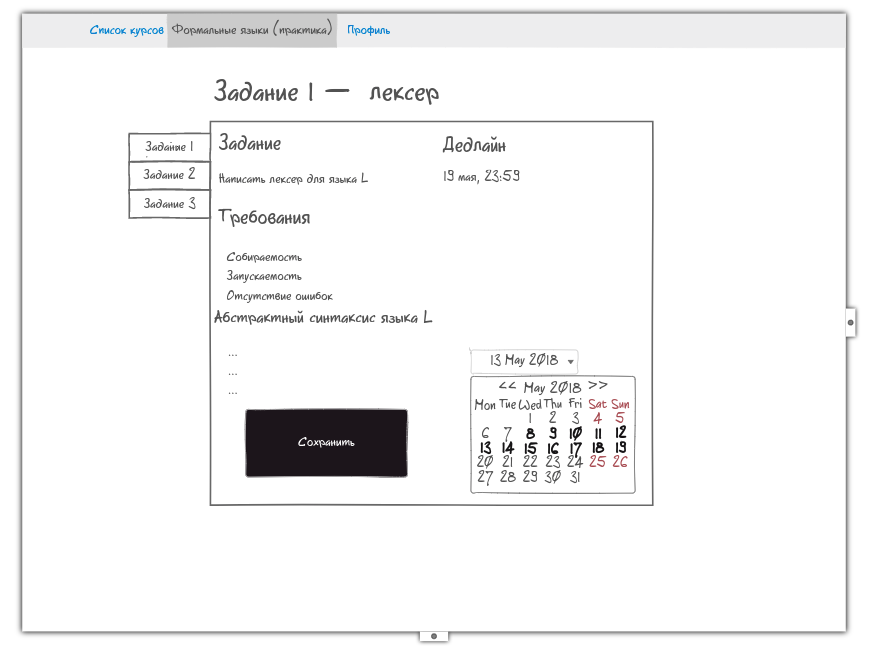 Список курсов Формальные языки (практика) Профиль
Задание 1 — лексер
Задание 1
Задание 2
Задание 3
Задание
Написать лексер для языка L
Дедлайн
19 мая, 23:59
Требования
Собираемость
Запускаемость
Отсутствие ошибок
Абстрактный синтаксис языка L
...
...
...
Сохранить
13 May 2018
<< May 2018 >>
Mon Tue Wed Thu Fri Sat Sun
1 2 3 4 5
6 7 8 9 10 11 12
13 14 15 16 17 18 19
20 21 22 23 24 25 26
27 28 29 30 31